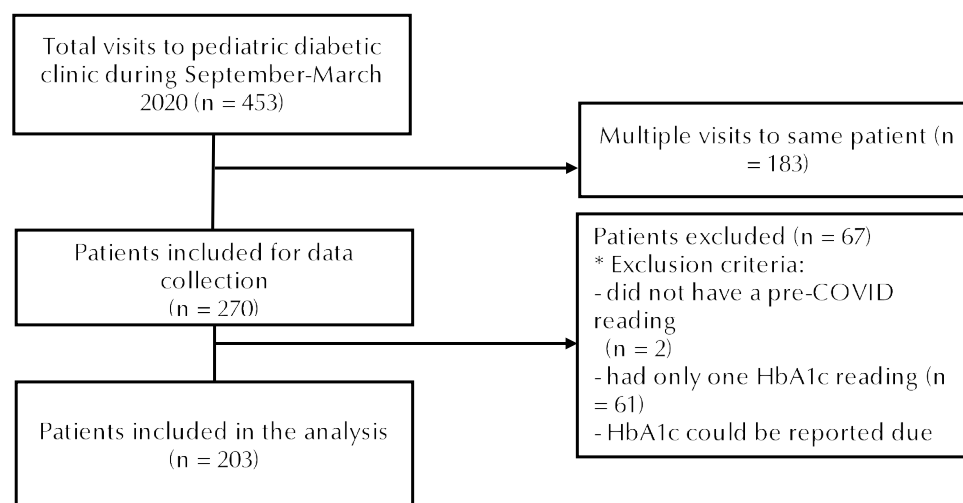 Total visits to pediatric diabetic
clinic during September-March
2020 (n = 453)
Multiple visits to same patient (n
= 183)
Patients included for data
collection
(n = 270)
Patients excluded (n = 67)
* Exclusion criteria:
- did not have a pre-COVID
reading
(n = 2)
- had only one HbA1c reading (n
= 61)
- HbA1c could be reported due
Patients included in the analysis
(n = 203)